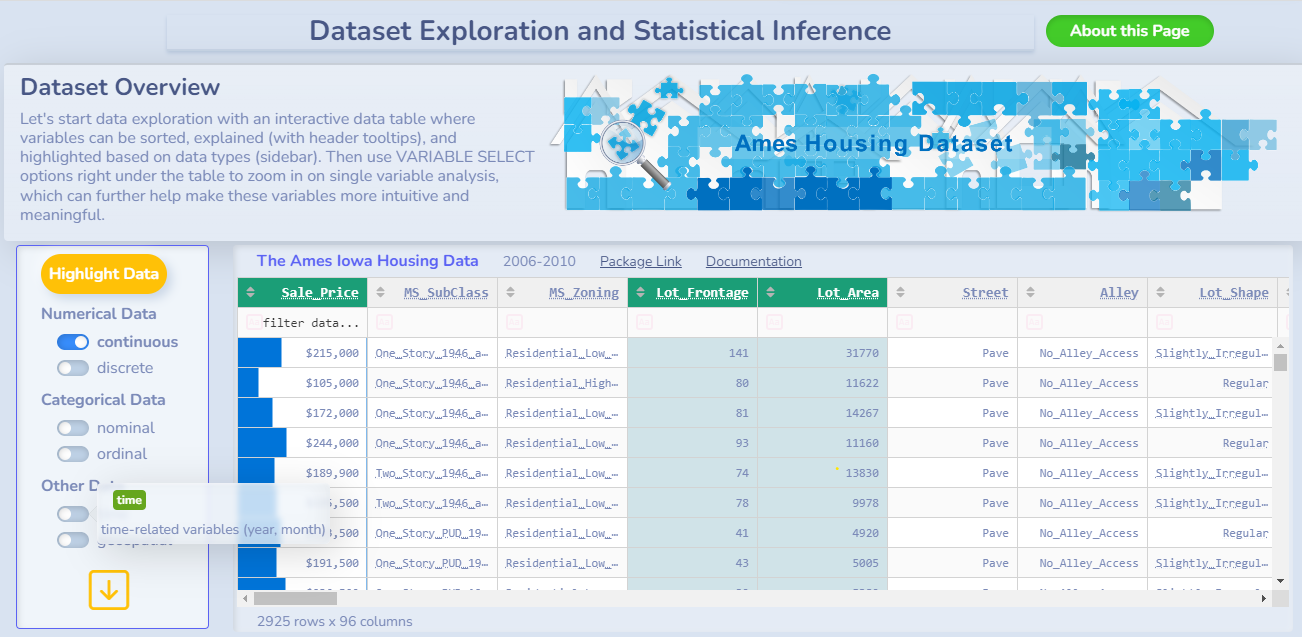 Dataset Exploration and Statistical Inference
About this Page
Dataset Overview
Let's start data exploration with an interactive data table where
variables can be sorted, explained (with header tooltips), and
highlighted based on data types (sidebar). Then use VARIABLE SELECT
options right under the table to zoom in on single variable analysis,
which can further help make these variables more intuitive and
meaningful.
Ames Housing Dataset
Highlight Data
Numerical Data
continuous
discrete
Categorical Data
nominal
ordinal
Other D
time
time-related variables (year, month)
The Ames Iowa Housing Data 2006-2010 Package Link Documentation
Sale_Price MS_SubClass MS_Zoning Lot_Frontage Lot_Area Street Alley Lot_Shape
filter data...
$215,000 One_Story_1946_a… Residential_Low_… 141 31770 Pave No_Alley_Access Slightly_Irregul…
$105,000 One_Story_1946_a… Residential_High… 80 11622 Pave No_Alley_Access Regular
$172,000 One_Story_1946_a… Residential_Low_… 81 14267 Pave No_Alley_Access Slightly_Irregul…
$244,000 One_Story_1946_a… Residential_Low_… 93 11160 Pave No_Alley_Access Regular
$189,900 Two_Story_1946_a… Residential_Low_… 74 13830 Pave No_Alley_Access Slightly_Irregul…
5,500 Two_Story_1946_a… Residential_Low_… 78 9978 Pave No_Alley_Access Slightly_Irregul…
,500 One_Story_PUD_19… Residential_Low_… 41 4920 Pave No_Alley_Access Regular
$191,500 One_Story_PUD_19… Residential_Low_… 43 5005 Pave No_Alley_Access Slightly_Irregul…
2925 rows x 96 columns